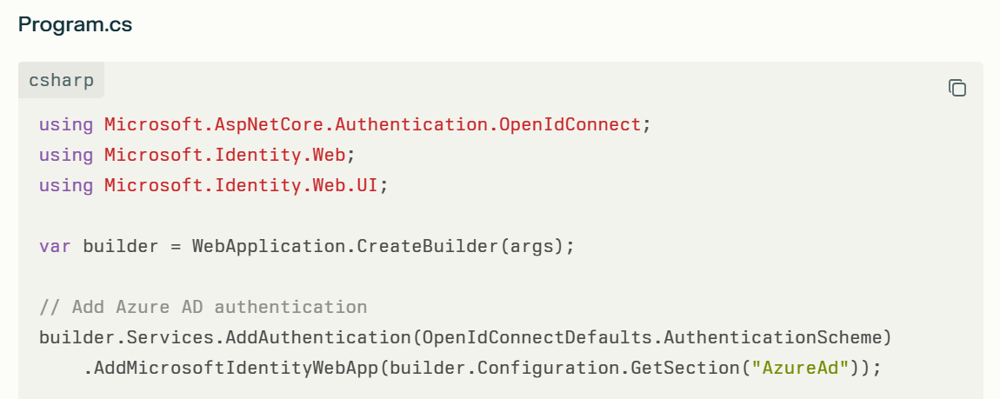 Program.cs
csharp
using Microsoft.AspNetCore.Authentication.OpenIdConnect;
using Microsoft.Identity.Web;
using Microsoft.Identity.Web.UI;
var builder = WebApplication.CreateBuilder(args);
// Add Azure AD authentication
builder.Services.AddAuthentication(OpenIdConnectDefaults.AuthenticationScheme)
    .AddMicrosoftIdentityWebApp(builder.Configuration.GetSection("AzureAd"));